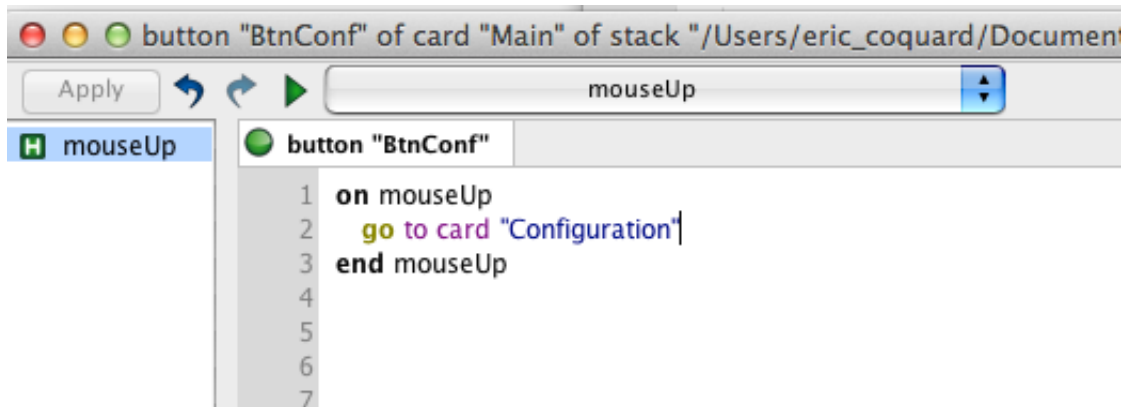 button "BtnConf" of card "Main" of stack "/Users/eric_coquard/Document
Apply
mouseUp
H mouseUp
button "BtnConf"
1 on mouseUp
2 go to card "Configuration"
3 end mouseUp
4
5
6
7